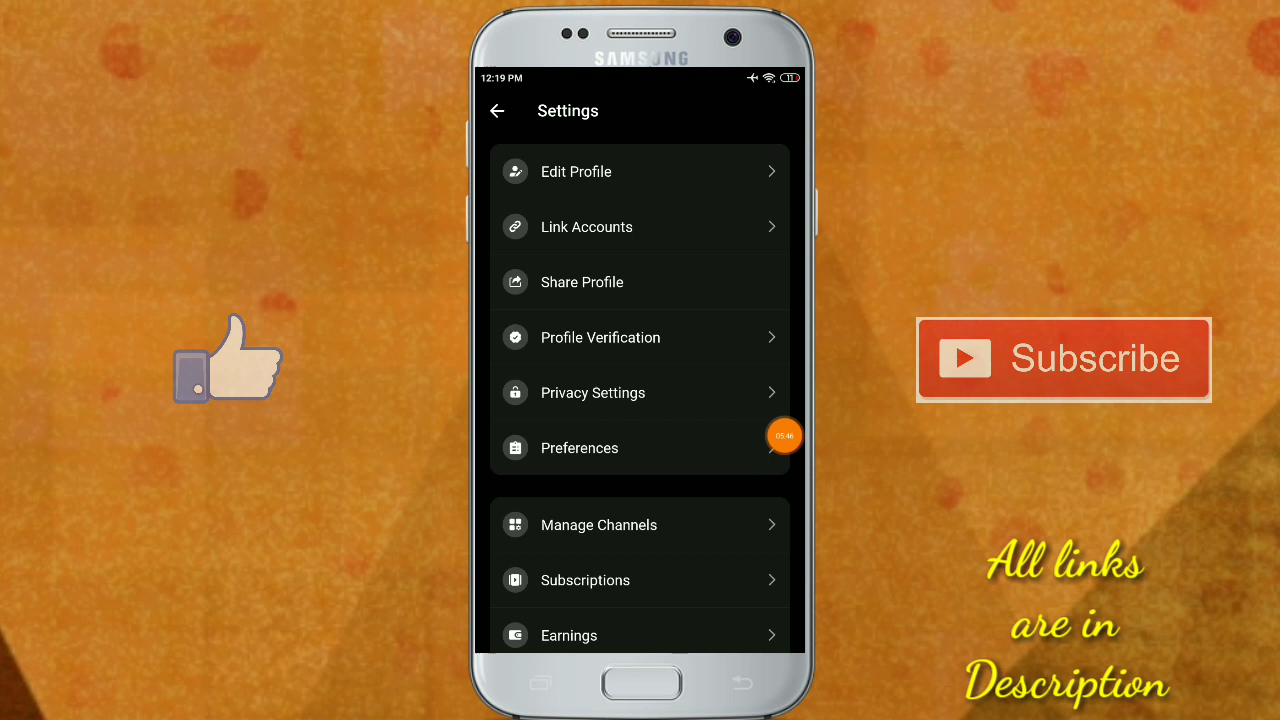 SAMSUNG
12:19 PM
11
Settings
Edit Profile
Link Accounts
Share Profile
Profile Verification
Privacy Settings
05:46
Preferences
Manage Channels
Subscriptions
Earnings
Subscribe
All links
are in
Description